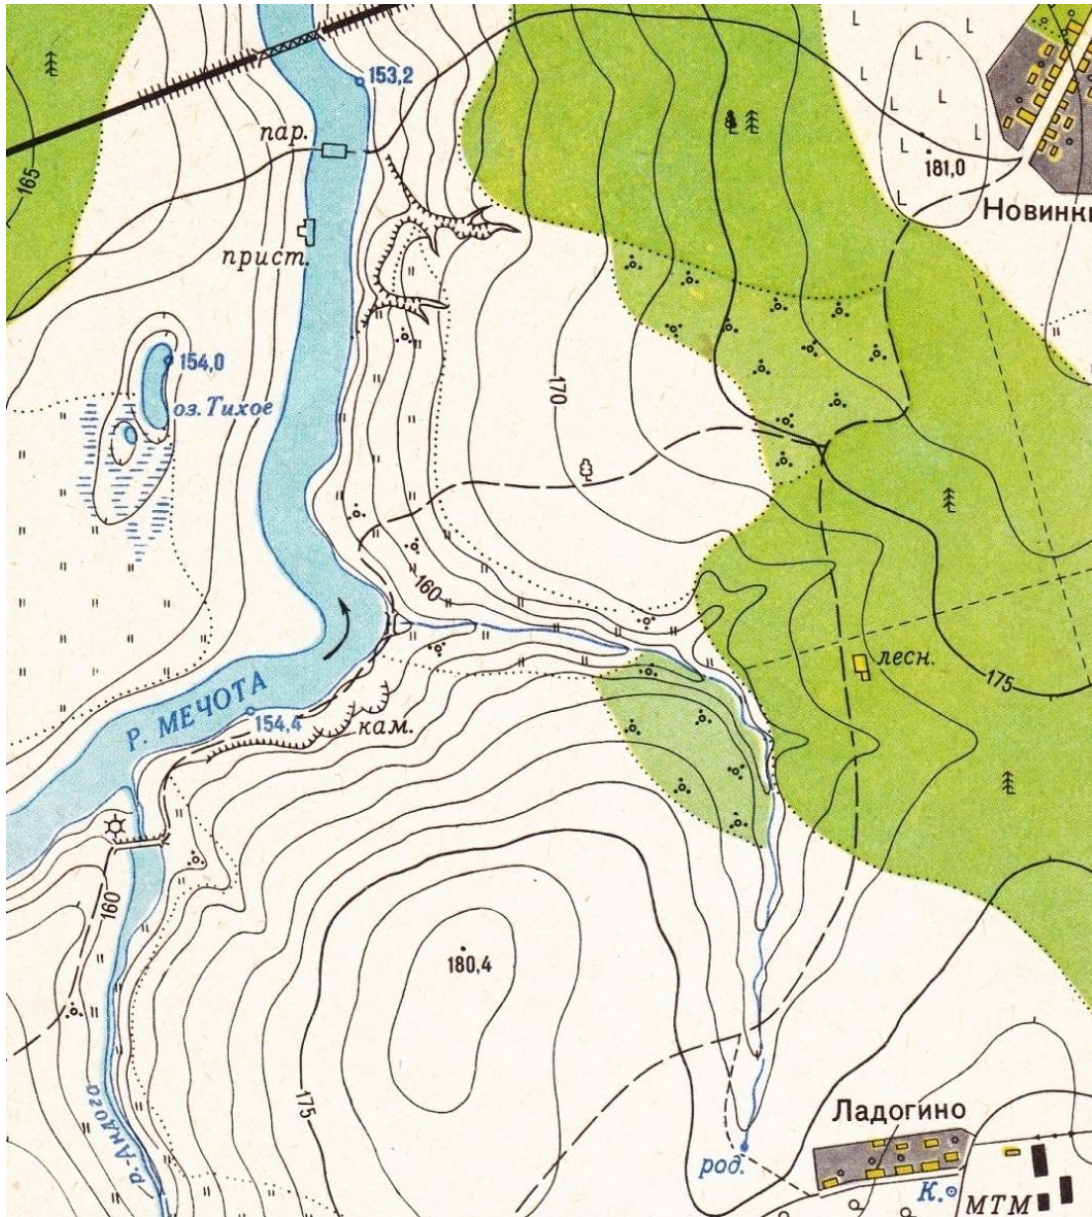 153,2
пар.
165
181,0
Новинки
прист.
154,0
оз. Тихое
170
160
лесн.
Р. МЕЧОТА
154,4
кам.
175
160
180,4
175
р. Андога
Ладогино
род.
К.
МТМ